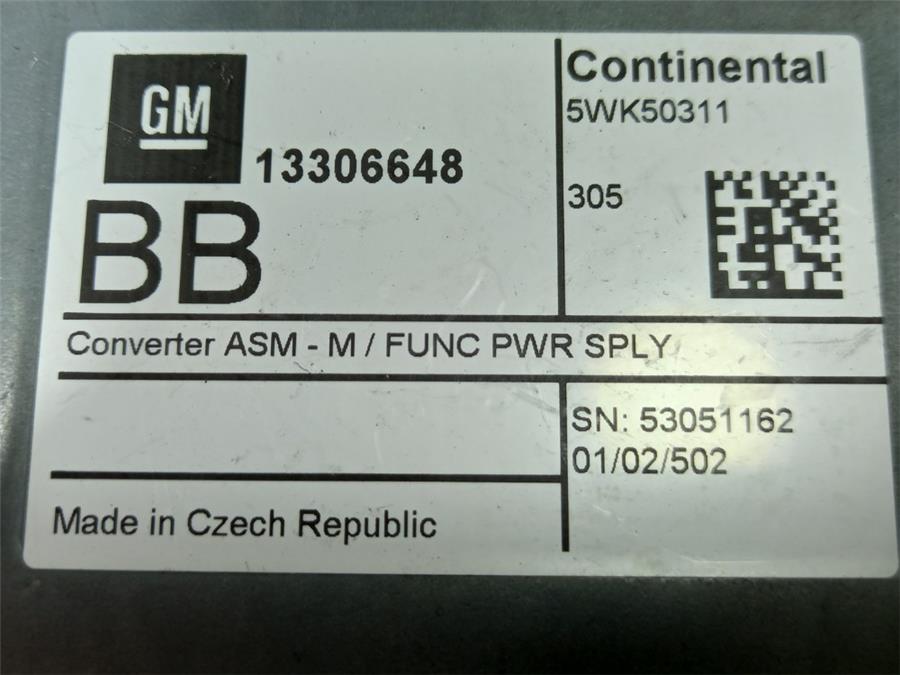 GM
13306648
BB
Continental
5WK50311
305
Converter ASM - M / FUNC PWR SPLY
SN: 53051162
01/02/502
Made in Czech Republic